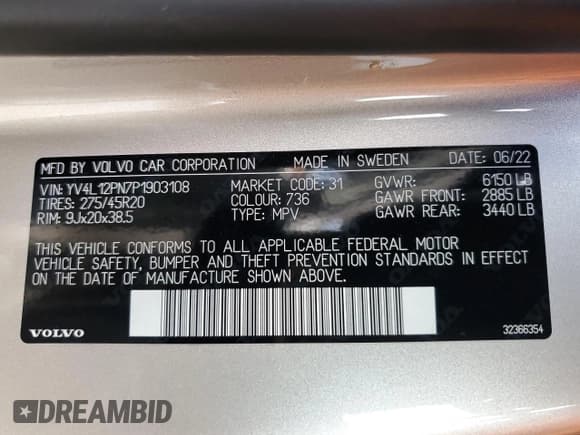 MFD BY VOLVO CAR CORPORATION MADE IN SWEDEN DATE: 06/22
VIN: YV4L12PN7P1903108 MARKET CODE: 31 GVWR: 6150 LB
TIRES: 275/45R20 COLOUR: 736 GAWR FRONT: 2885 LB
RIM: 9Jx20x38.5 TYPE: MPV GAWR REAR: 3440 LB
THIS VEHICLE CONFORMS TO ALL APPLICABLE FEDERAL MOTOR
VEHICLE SAFETY, BUMPER AND THEFT PREVENTION STANDARDS IN EFFECT
ON THE DATE OF MANUFACTURE SHOWN ABOVE.
VOLVO 32366354
DREAMBID